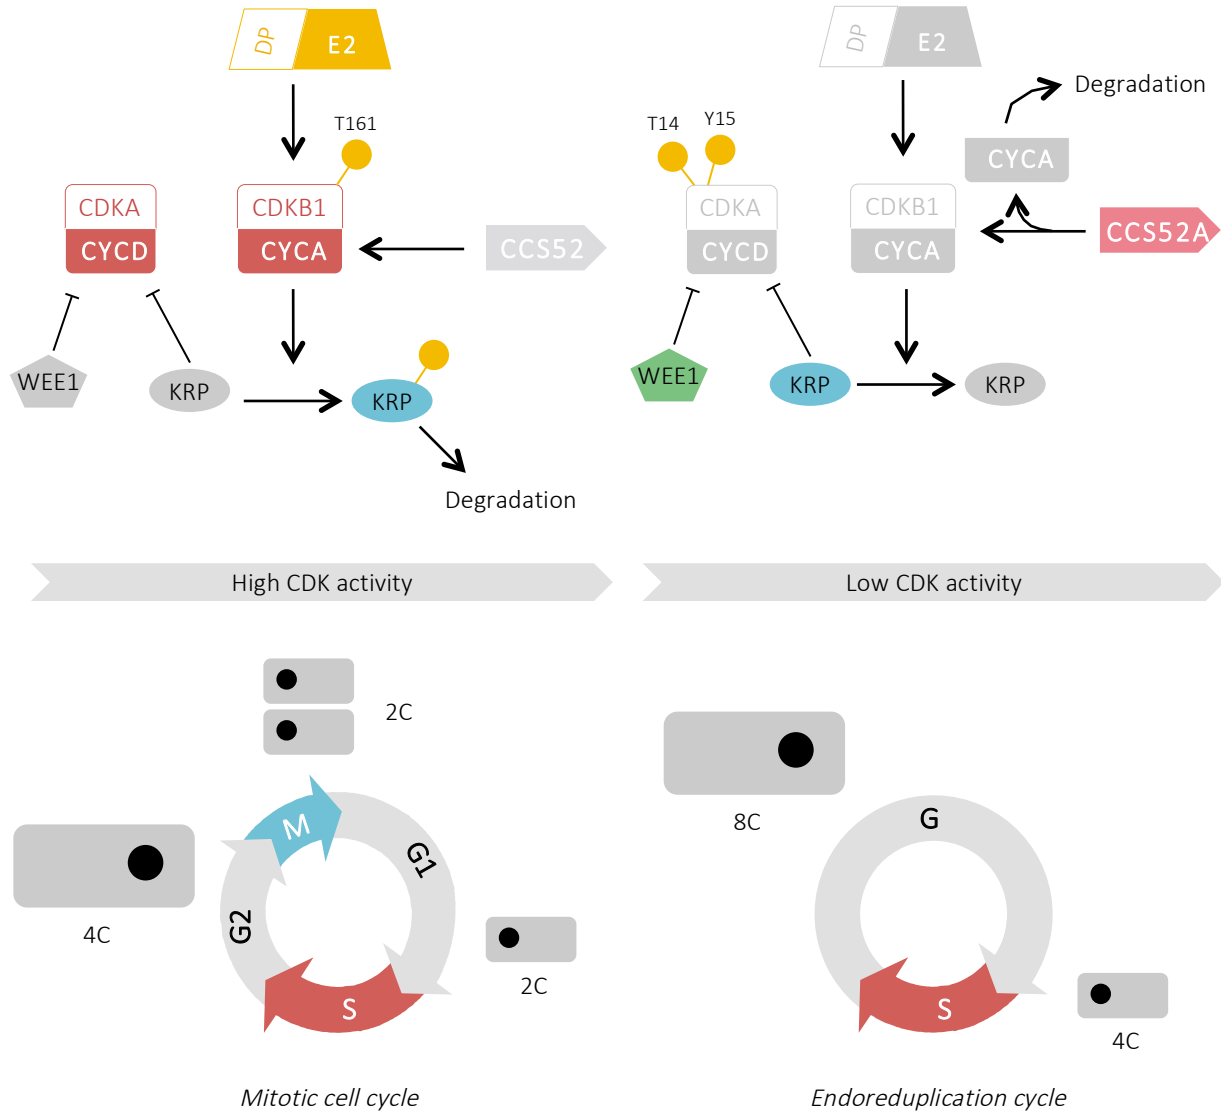 DP
E2
T161
CDKA
CYCD
CDKB1
CYCA
CCS52
WEE1
KRP
KRP
Degradation
DP
E2
Degradation
T14
Y15
CYCA
CDKA
CYCD
CDKB1
CYCA
CCS52A
WEE1
KRP
KRP
High CDK activity
Low CDK activity
2C
M
G1
G2
4C
2C
S
Mitotic cell cycle
8C
G
S
4C
Endoreduplication cycle